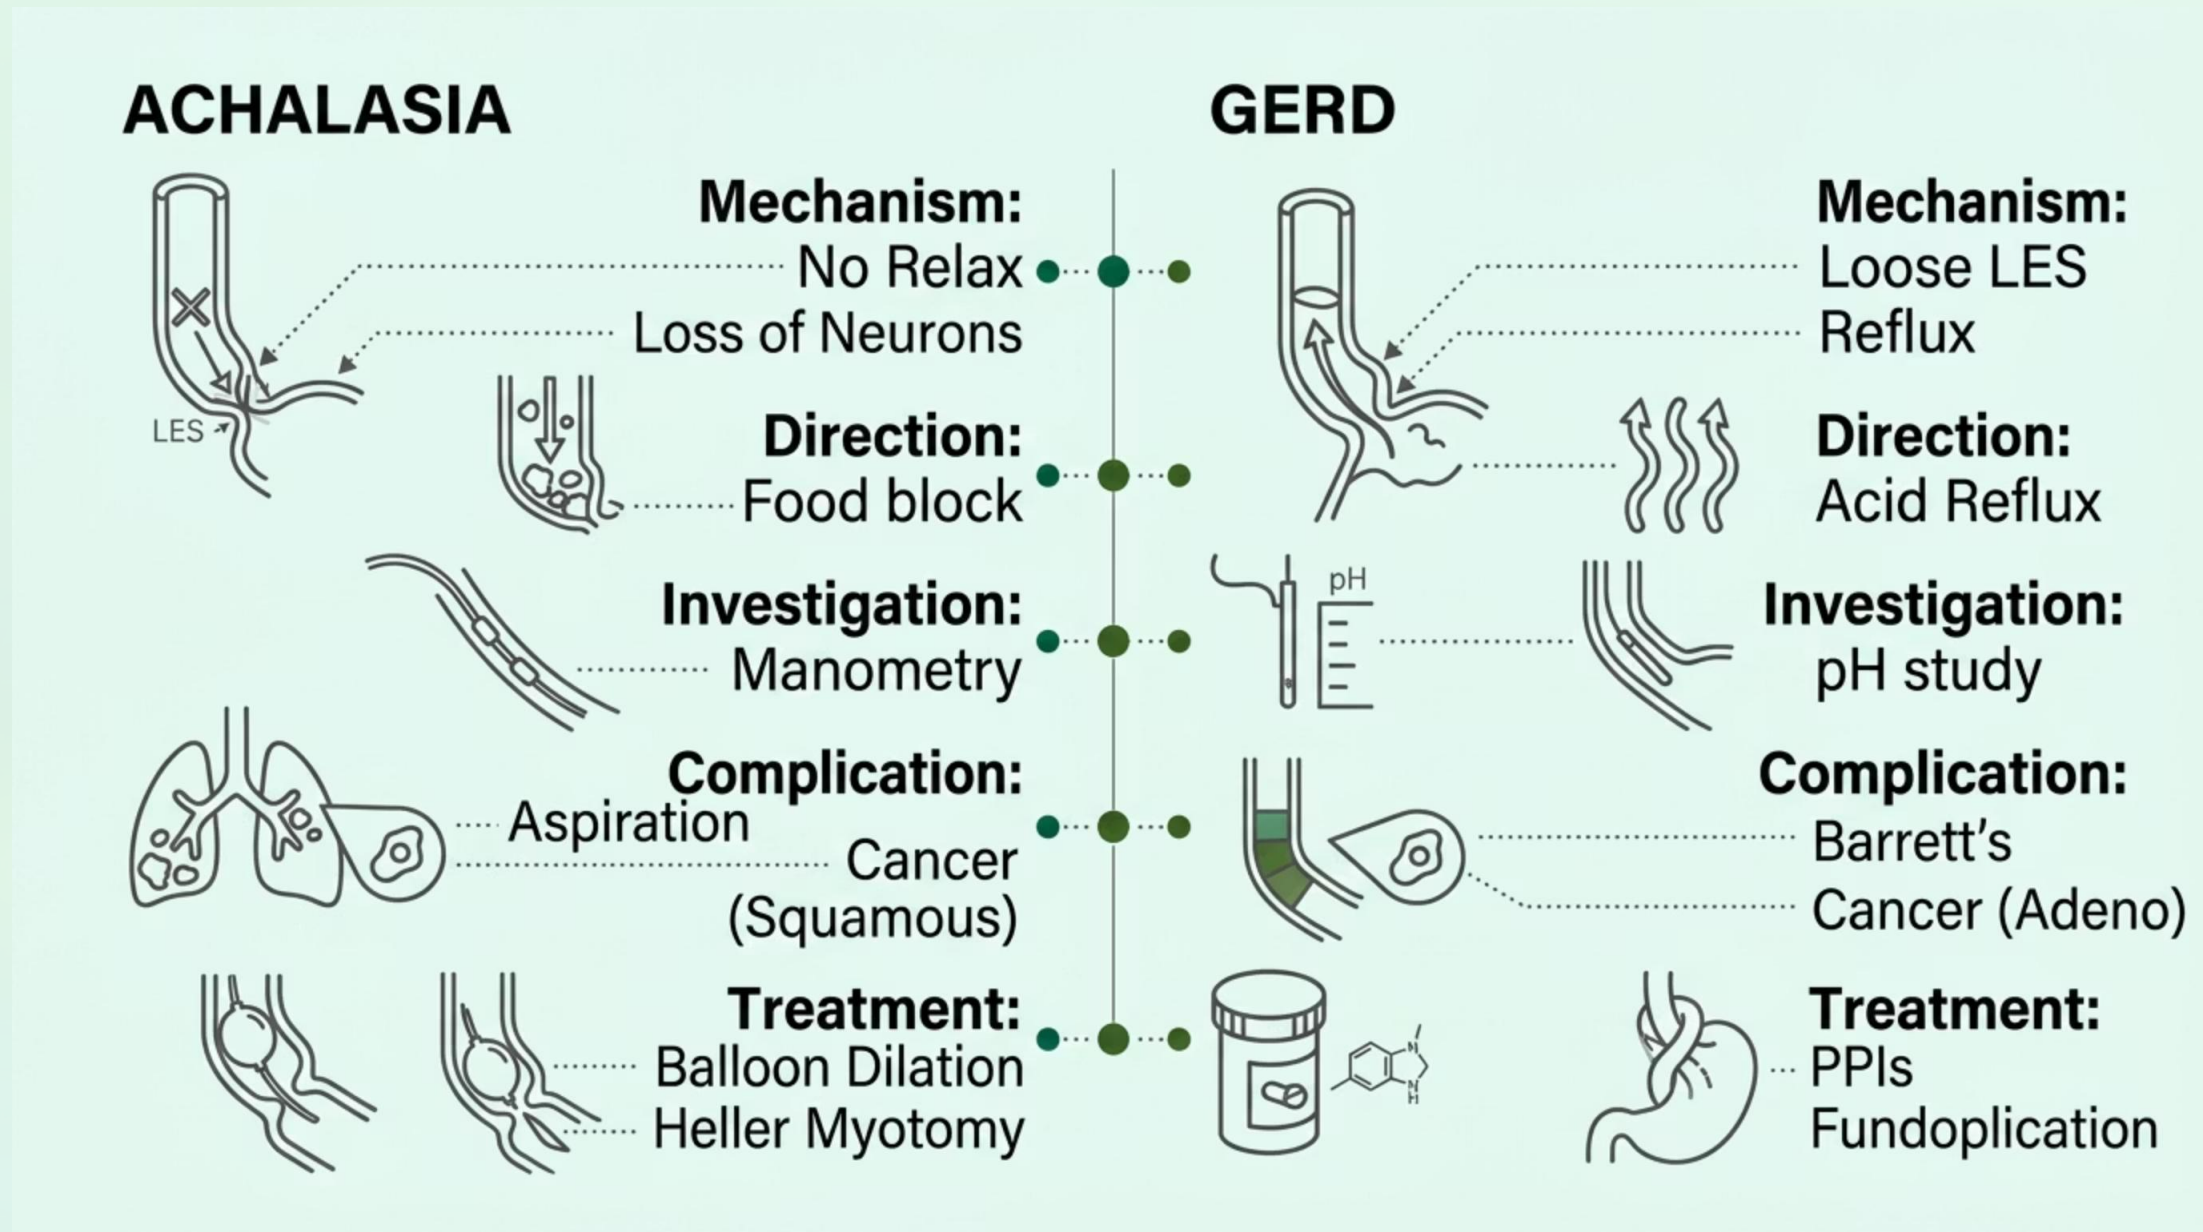 ACHALASIA
Mechanism:
No Relax
Loss of Neurons
LES
Direction:
Food block
Investigation:
Manometry
Complication:
Aspiration
Cancer
(Squamous)
Treatment:
Balloon Dilation
Heller Myotomy
GERD
Mechanism:
Loose LES
Reflux
Direction:
Acid Reflux
pH
Investigation:
pH study
Complication:
Barrett's
Cancer (Adeno)
Treatment:
PPIs
Fundoplication
N
N
H